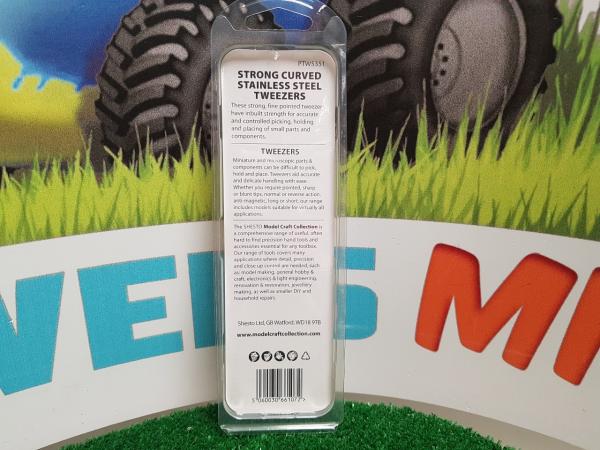 PTW5351
STRONG CURVED
STAINLESS STEEL
TWEEZERS
These strong, fine pointed tweezer
have inbuilt strength for accurate
and controlled picking, holding
and placing of small parts and
components.
TWEEZERS
Miniature and microscopic parts &
components can be difficult to pick,
hold and place. Tweezers aid accurate
and delicate handling with ease.
Whether you require pointed, sharp
or blunt tips, normal or reverse action,
anti-magnetic, long or short, our range
includes models suitable for virtually all
applications.
The SHESTO Model Craft Collection is
a comprehensive range of useful, often
hard to find precision hand tools and
accessories essential for any toolbox.
Our range of tools covers many
applications where detail, precision
and close up control are needed, such
as: model making, general hobby &
craft, electronics & light engineering,
renovation & restoration, jewellery
making, as well as smaller DIY and
household repairs.
WELS MI
Shesto Ltd, GB Watford, WD18 9TB
www.modelcraftcollection.com
5 060030 661072 >